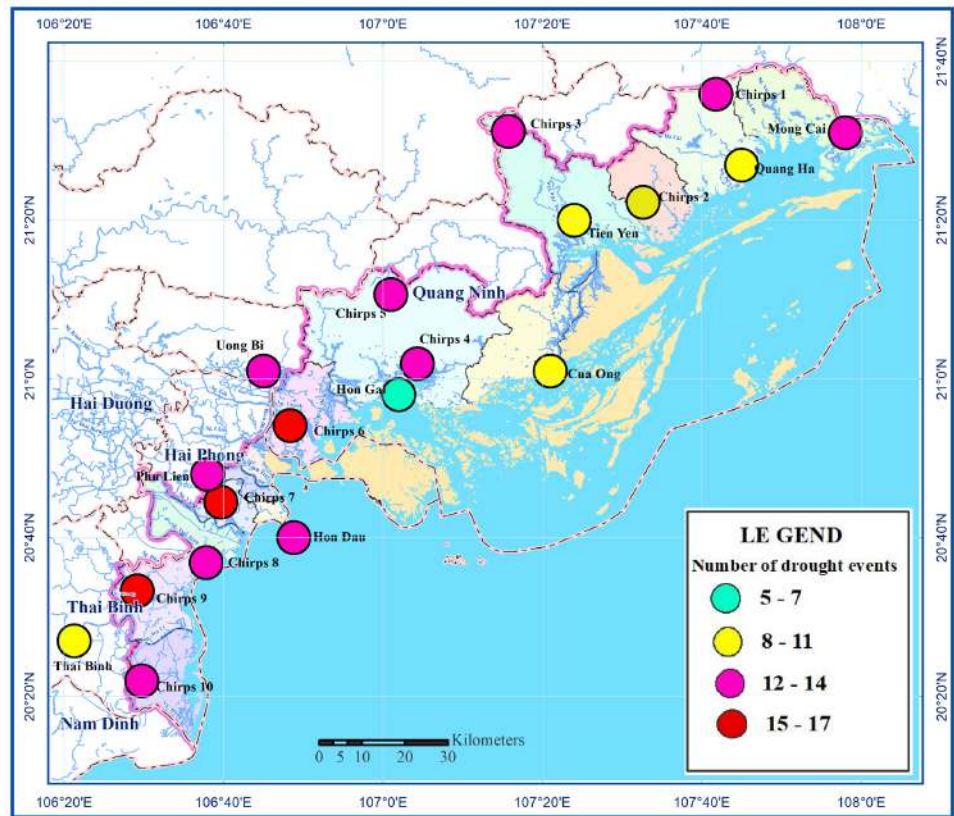 106°20'E 106°40'E 107°0'E 107°20'E 107°40'E 108°0'E
21°40'N 21°40'N
Chirps 1
Chirps 3
Mong Cai
Quang Ha
Chirps 2
21°20'N 21°20'N
Tien Yen
Quang Ninh
Chirps 5
Chirps 4
Uong Bi
21°0'N 21°0'N
Cua Ong
Hon Ga
Hai Duong
Chirps 6
Hai Phong
Phu Lien
Chirps 7
20°40'N 20°40'N
Hon Dau
Chirps 8
Chirps 9
Thai Binh
Thai Binh
Chirps 10
20°20'N 20°20'N
Nam Dinh
LE GEND
Number of drought events
5 - 7
8 - 11
12 - 14
15 - 17
Kilometers
0 5 10 20 30
106°20'E 106°40'E 107°0'E 107°20'E 107°40'E 108°0'E